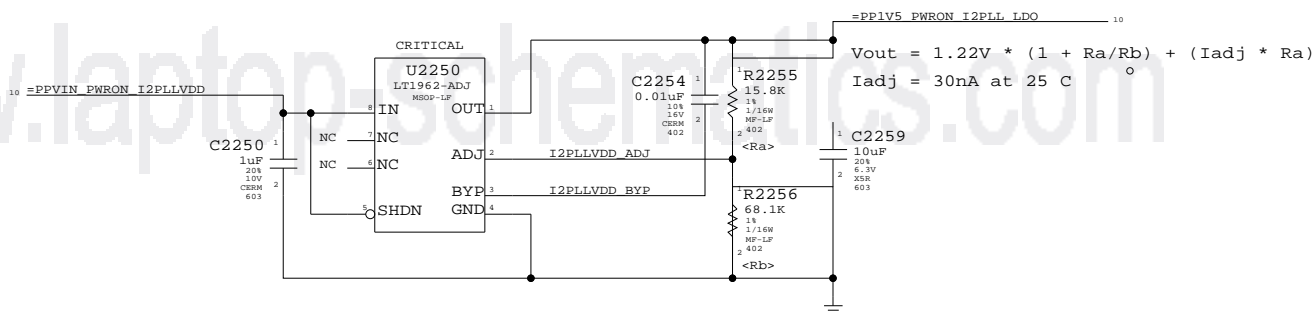 =PP1V5_PWRON_I2PLL_LDO 10
Vout = 1.22V * (1 + Ra/Rb) + (Iadj * Ra)
Iadj = 30nA at 25 C
CRITICAL
U2250
LT1962-ADJ
MSOP-LF
10 =PPVIN_PWRON_I2PLLVDD
8 IN
OUT 1
NC 7 NC
NC 6 NC
ADJ 2 I2PLLVDD_ADJ
BYP 3 I2PLLVDD_BYP
5 SHDN
GND 4
C2250 1
1uF
20%
10V
CERM
603
2
C2254 1
0.01uF
10%
16V
CERM
402
2
1
R2255
15.8K
1%
1/16W
MF-LF
402
2
<Ra>
1 C2259
10uF
20%
6.3V
X5R
603
2
1
R2256
68.1K
1%
1/16W
MF-LF
402
2
<Rb>
w.laptop-schematics.com